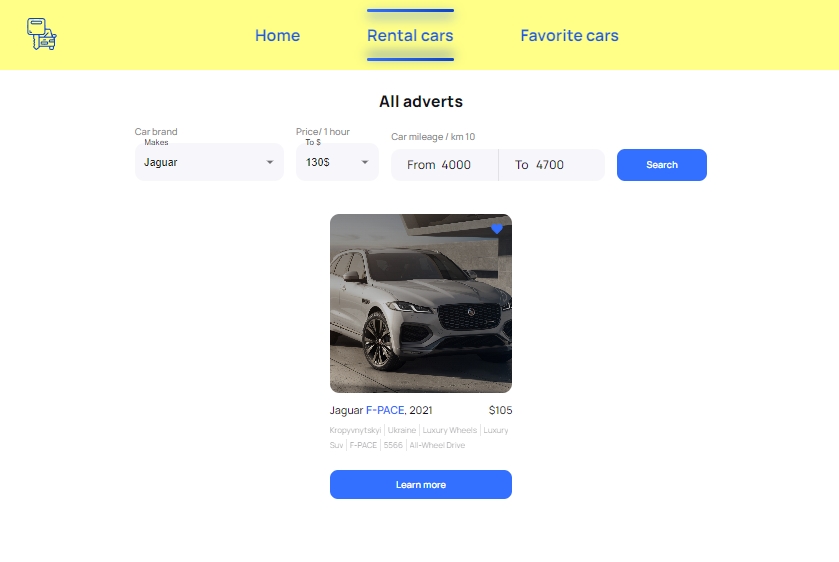 Home Rental cars Favorite cars
All adverts
Car brand Price/ 1 hour Car mileage / km 10
Makes To $
Jaguar 130$ From 4000 To 4700 Search
Jaguar F-PACE, 2021 $105
Kropyvnytskyi | Ukraine | Luxury Wheels | Luxury
Suv | F-PACE | 5566 | All-Wheel Drive
Learn more